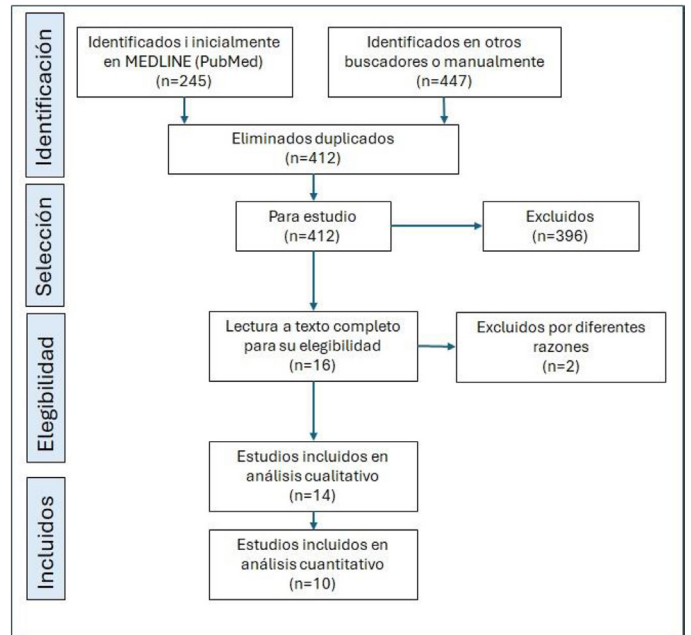 Identificación
Identificados i inicialmente
en MEDLINE (PubMed)
(n=245)
Identificados en otros
buscadores o manualmente
(n=447)
Eliminados duplicados
(n=412)
Selección
Para estudio
(n=412)
Excluidos
(n=396)
Elegibilidad
Lectura a texto completo
para su elegibilidad
(n=16)
Excluidos por diferentes
razones
(n=2)
Incluidos
Estudios incluidos en
análisis cualitativo
(n=14)
Estudios incluidos en
análisis cuantitativo
(n=10)